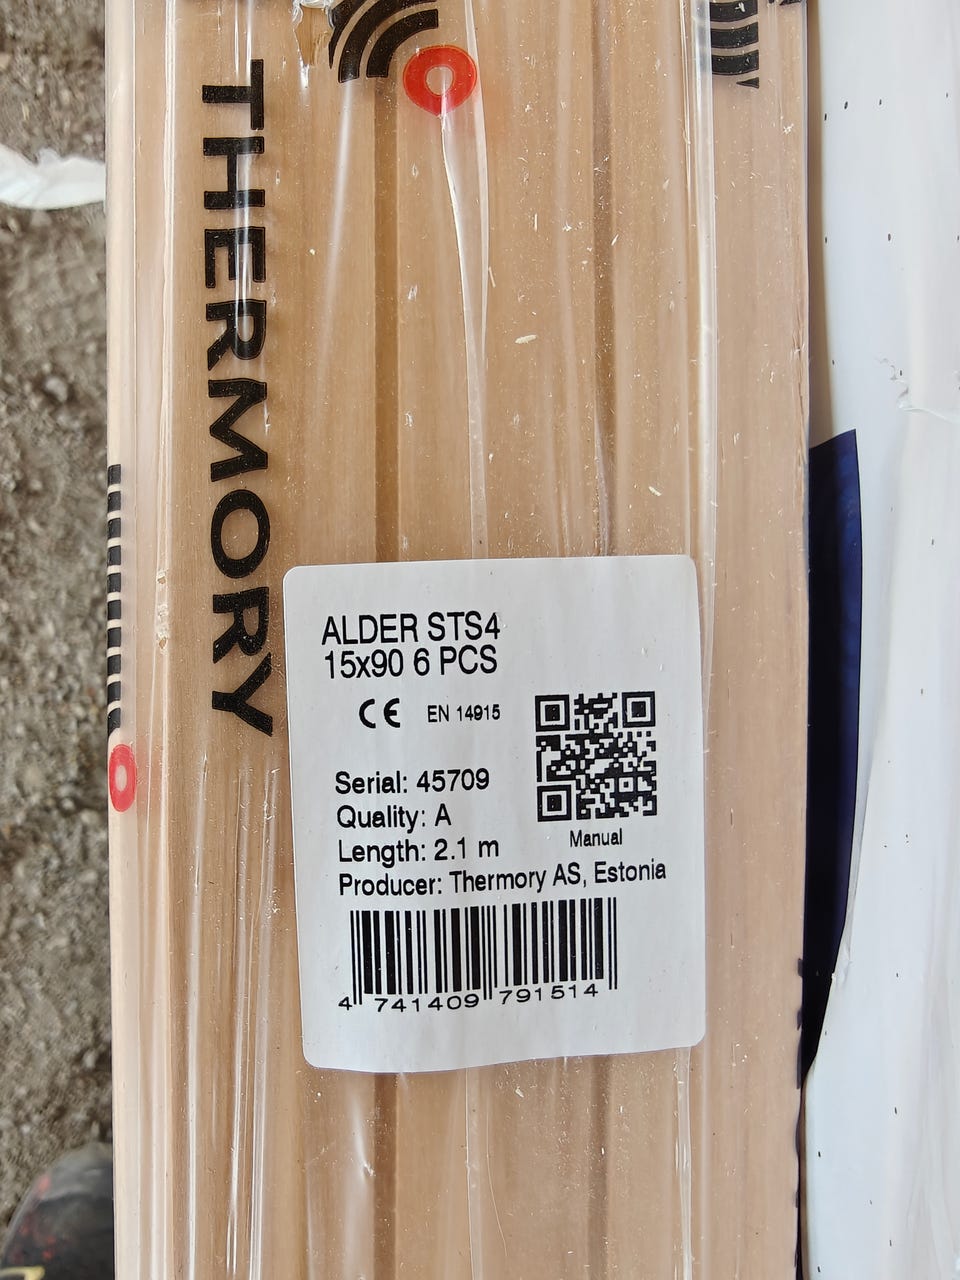 THERMORY
ALDER STS4
15x90 6 PCS
CE EN 14915
Serial: 45709
Quality: A
Length: 2.1 m
Manual
Producer: Thermory AS, Estonia
4 741409 791514